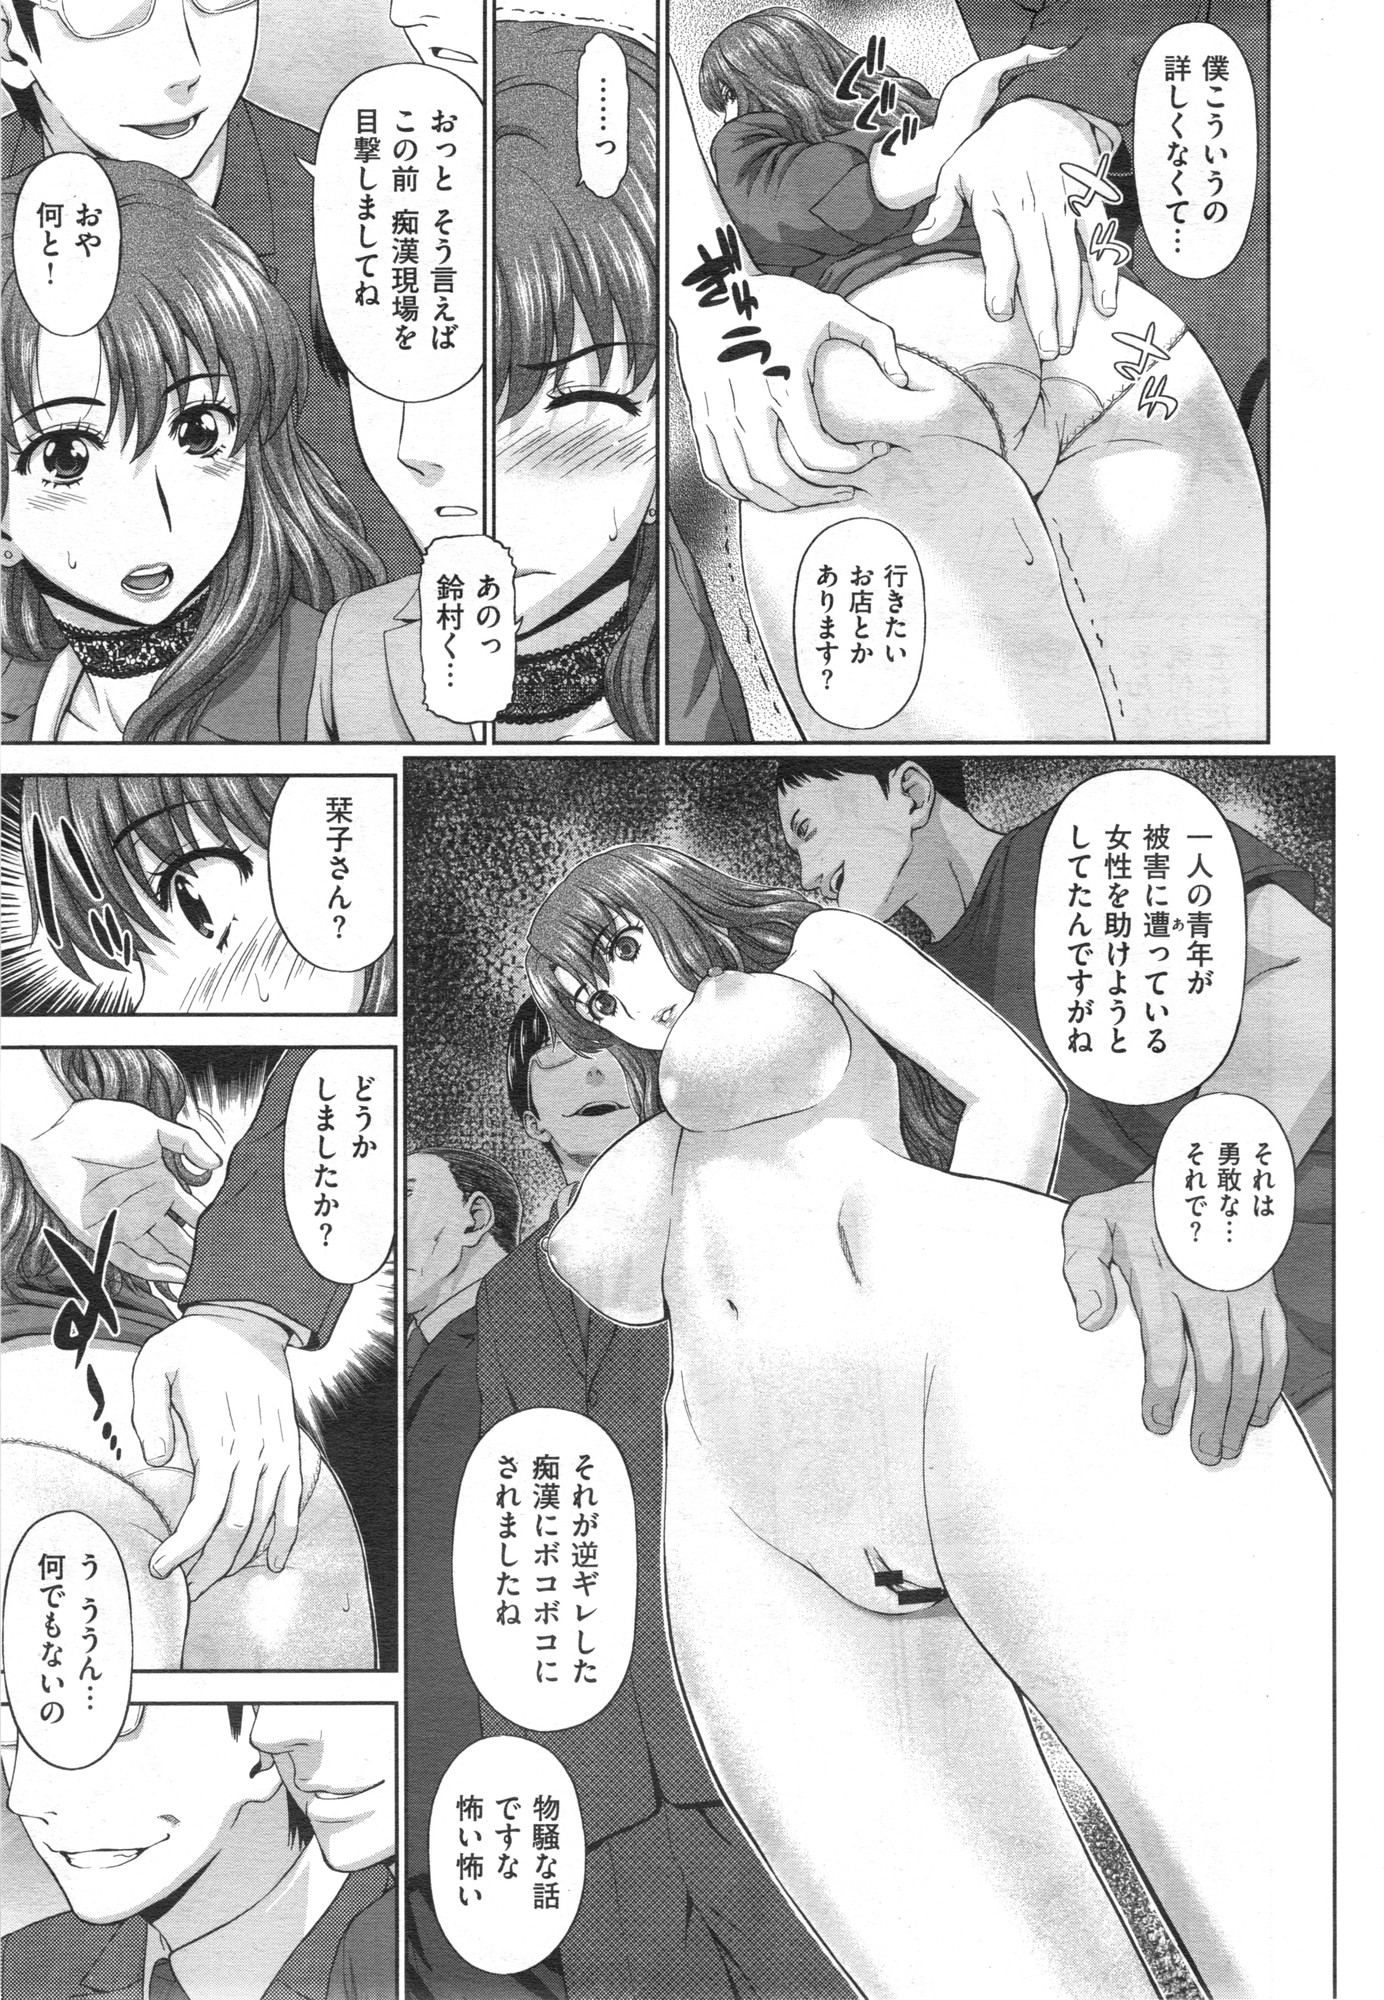 僕こういうの
詳しくなくて…
行きたい
お店とか
あります?
……っ
おっと そう言えば
この前 痴漢現場を
目撃しましてね
おや
何と!
あのっ
鈴村く…
一人の青年が
被害に遭っている
あ
女性を助けようと
してたんですがね
それは
勇敢な…
それで?
それが逆ギレした
痴漢にボコボコに
されましたね
物騒な話
ですな
怖い怖い
栞子さん?
どうか
しましたか?
う ううん…
何でもないの